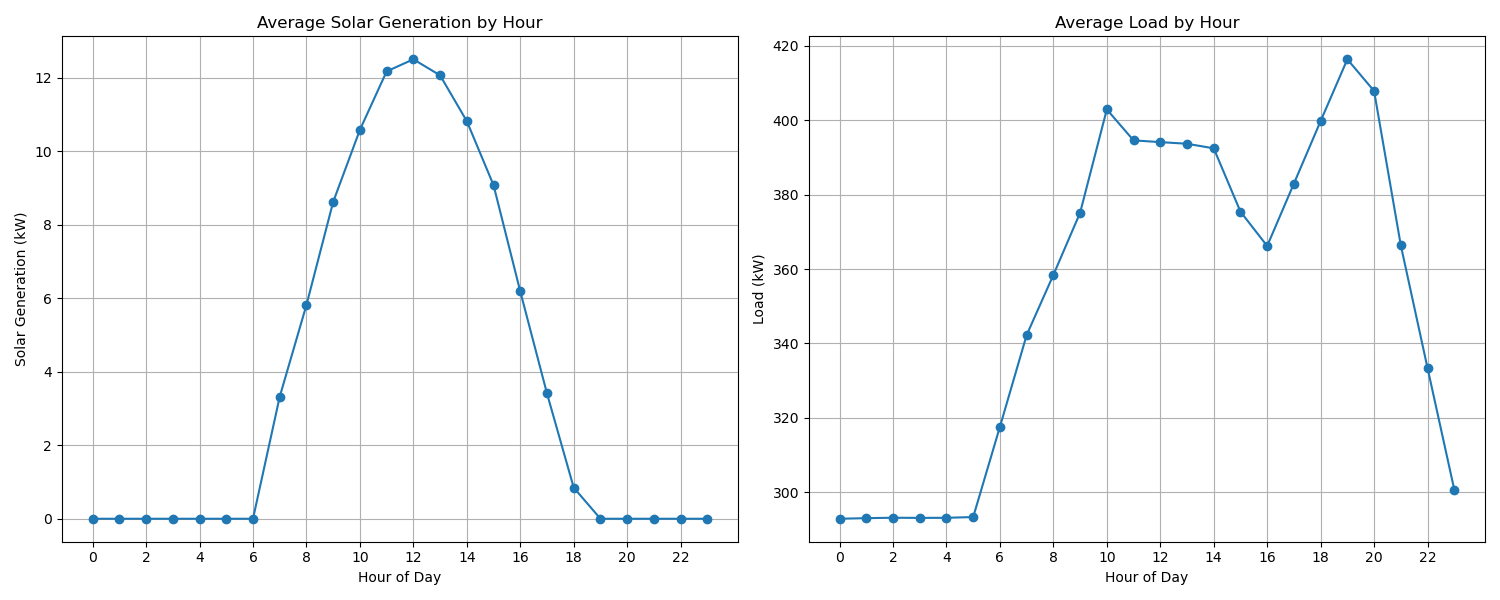 Average Solar Generation by Hour
Solar Generation (kW)
12
10
8
6
4
2
0
0 2 4 6 8 10 12 14 16 18 20 22
Hour of Day
Average Load by Hour
Load (kW)
420
400
380
360
340
320
300
0 2 4 6 8 10 12 14 16 18 20 22
Hour of Day